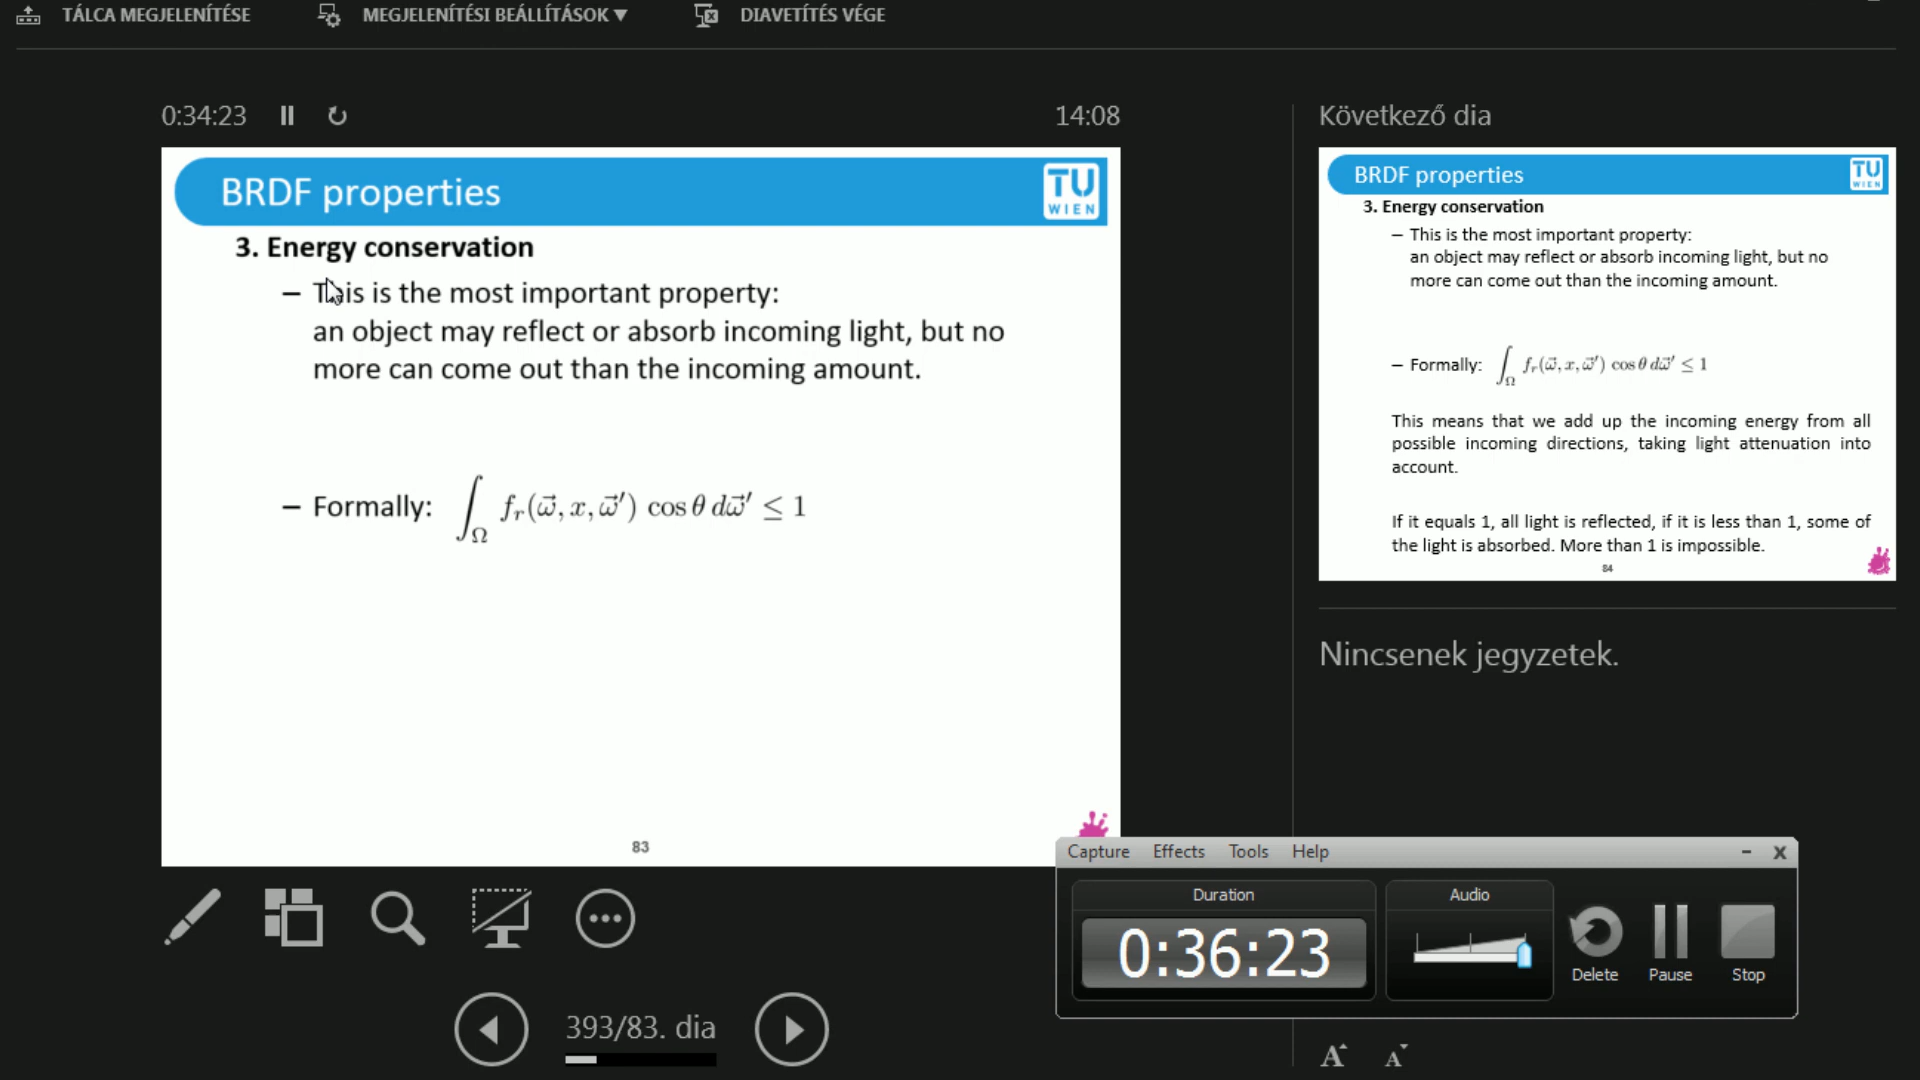 TÁLCA MEGJELENÍTÉSE
MEGJELENÍTÉSI BEÁLLÍTÁSOK ▼
DIAVETÍTÉS VÉGE
0:34:23
14:08
BRDF properties
TU
WIEN
3. Energy conservation
– This is the most important property:
an object may reflect or absorb incoming light, but no
more can come out than the incoming amount.
– Formally: ∫_Ω f_r(ω⃗, x, ω⃗′) cos θ dω⃗′ ≤ 1
83
Következő dia
BRDF properties
TU
WIEN
3. Energy conservation
– This is the most important property:
an object may reflect or absorb incoming light, but no
more can come out than the incoming amount.
– Formally: ∫_Ω f_r(ω⃗, x, ω⃗′) cos θ dω⃗′ ≤ 1
This means that we add up the incoming energy from all
possible incoming directions, taking light attenuation into
account.
If it equals 1, all light is reflected, if it is less than 1, some of
the light is absorbed. More than 1 is impossible.
84
Nincsenek jegyzetek.
Capture Effects Tools Help
Duration
0:36:23
Audio
Delete
Pause
Stop
393/83. dia
A A